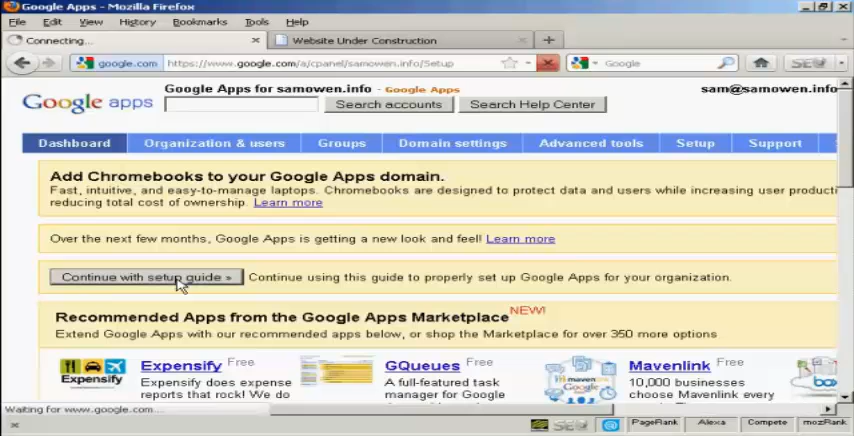 Google Apps - Mozilla Firefox
File Edit View History Bookmarks Tools Help
Connecting... Website Under Construction
google.com https://www.google.com/a/cpanel/samowen.info/Setup Google SEO
Google apps
Google Apps for samowen.info - Google Apps
sam@samowen.info
Search accounts Search Help Center
Dashboard Organization & users Groups Domain settings Advanced tools Setup Support
Add Chromebooks to your Google Apps domain.
Fast, intuitive, and easy-to-manage laptops. Chromebooks are designed to protect data and users while increasing user producti
reducing total cost of ownership. Learn more
Over the next few months, Google Apps is getting a new look and feel! Learn more
Continue with setup guide » Continue using this guide to properly set up Google Apps for your organization.
Recommended Apps from the Google Apps Marketplace NEW!
Extend Google Apps with our recommended apps below, or shop the Marketplace for over 350 more options
Expensify Expensify Free GQueues Free Mavenlink Free
Expensify does expense A full-featured task 10,000 businesses
reports that rock! We do manager for Google choose Mavenlink every
Waiting for www.google.com...
SEO PageRank Alexa Compete mozRank